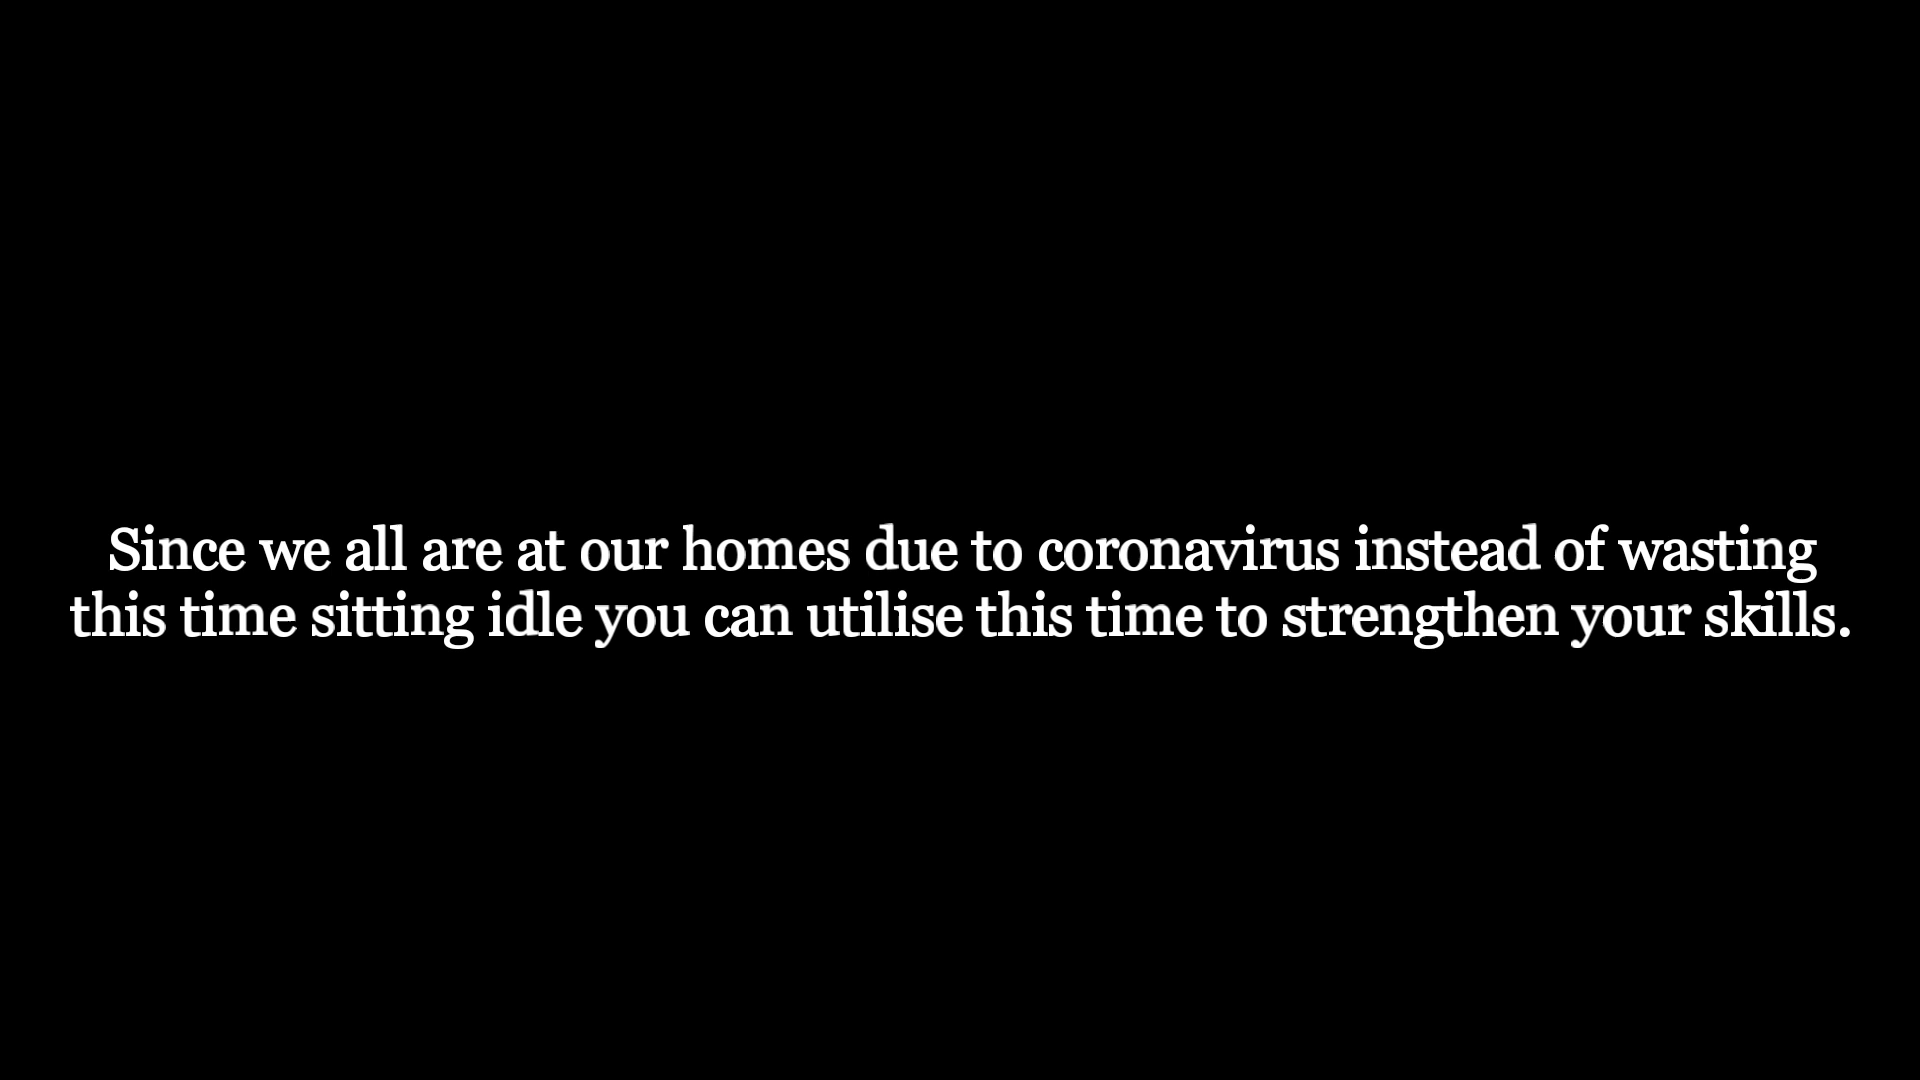 Since we all are at our homes due to coronavirus instead of wasting
this time sitting idle you can utilise this time to strengthen your skills.